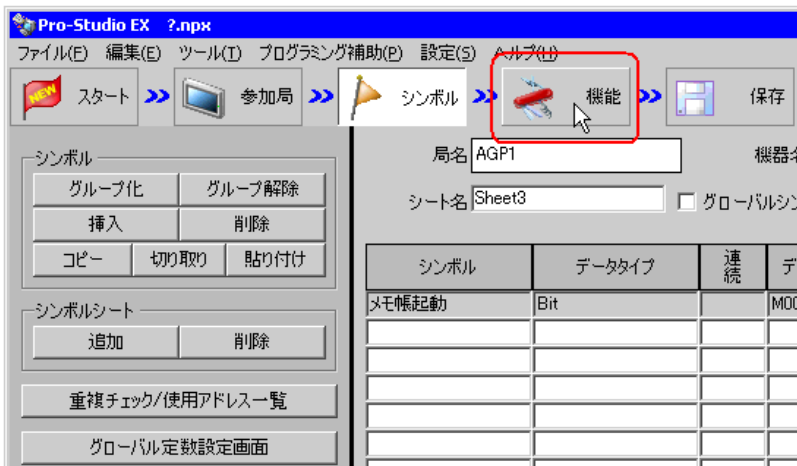 Pro-Studio EX ?.npx
ファイル(F) 編集(E) ツール(T) プログラミング補助(P) 設定(S) ヘルプ(H)
NEW スタート 参加局 シンボル 機能 保存
シンボル
グループ化 グループ解除
挿入 削除
コピー 切り取り 貼り付け
シンボルシート
追加 削除
重複チェック/使用アドレス一覧
グローバル定数設定画面
局名 AGP1 機器名
シート名 Sheet3 グローバルシン
シンボル データタイプ 連続 デ
メモ帳起動 Bit M00